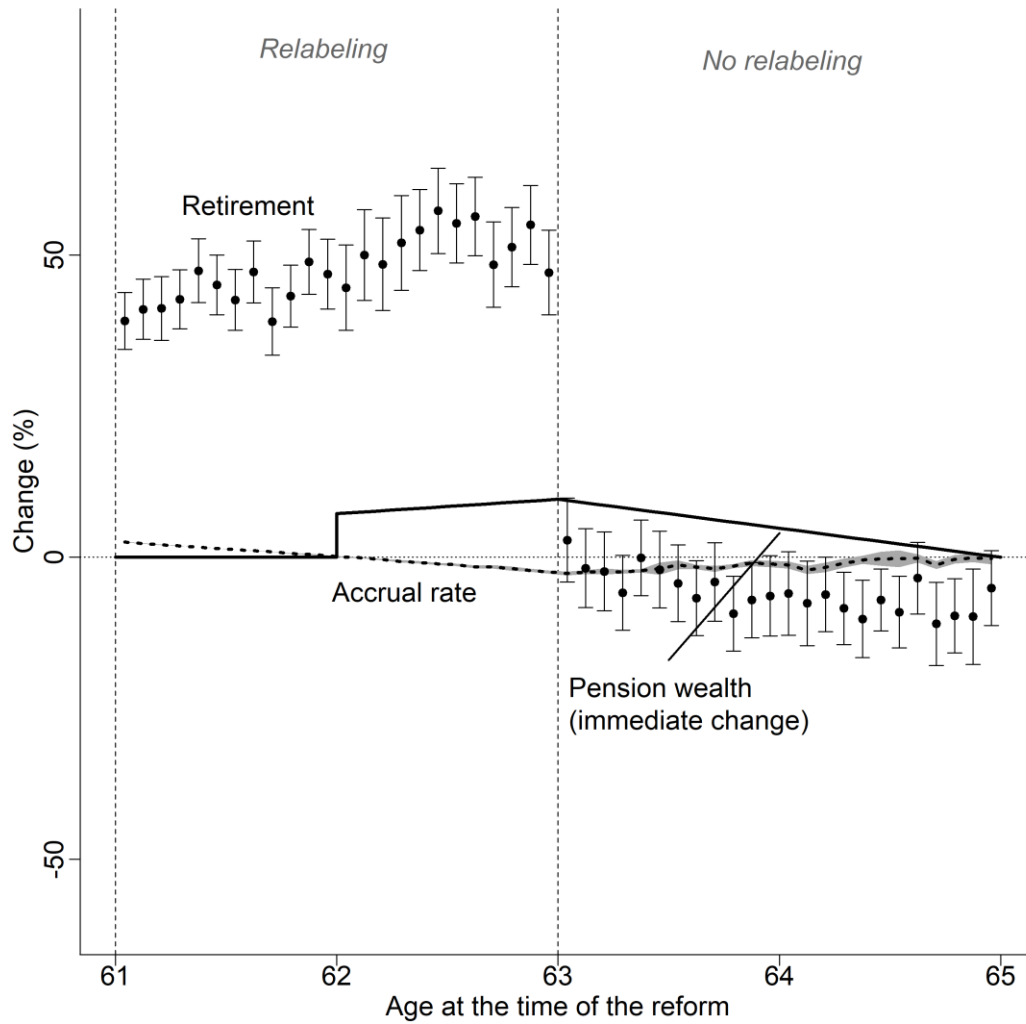 Relabeling
No relabeling
Retirement
50
Change (%)
0
Accrual rate
Pension wealth
(immediate change)
-50
61
62
63
64
65
Age at the time of the reform